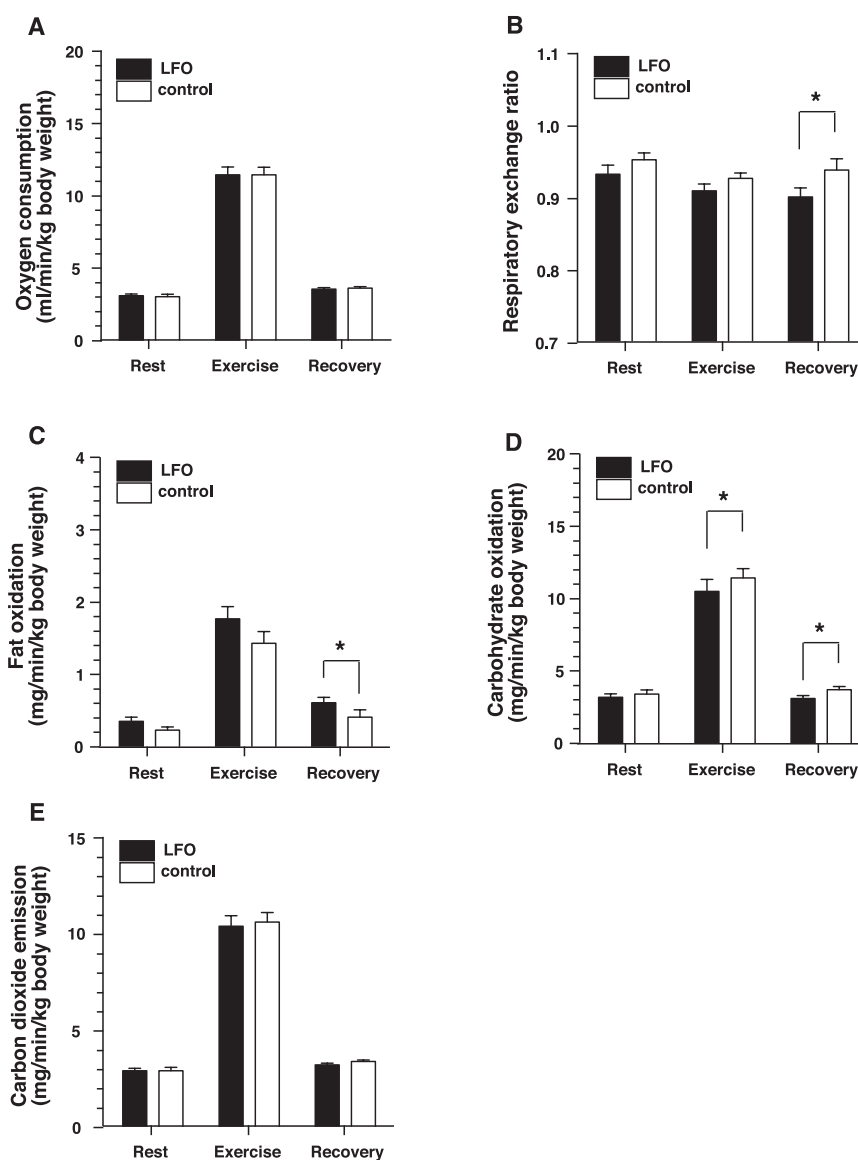 A
Oxygen consumption
(ml/min/kg body weight)
20
15
10
5
0
LFO
control
Rest Exercise Recovery
B
Respiratory exchange ratio
1.1
1.0
0.9
0.8
0.7
LFO
control
*
Rest Exercise Recovery
C
Fat oxidation
(mg/min/kg body weight)
4
3
2
1
0
LFO
control
*
Rest Exercise Recovery
D
Carbohydrate oxidation
(mg/min/kg body weight)
20
15
10
5
0
LFO
control
*
*
Rest Exercise Recovery
E
Carbon dioxide emission
(mg/min/kg body weight)
15
10
5
0
LFO
control
Rest Exercise Recovery